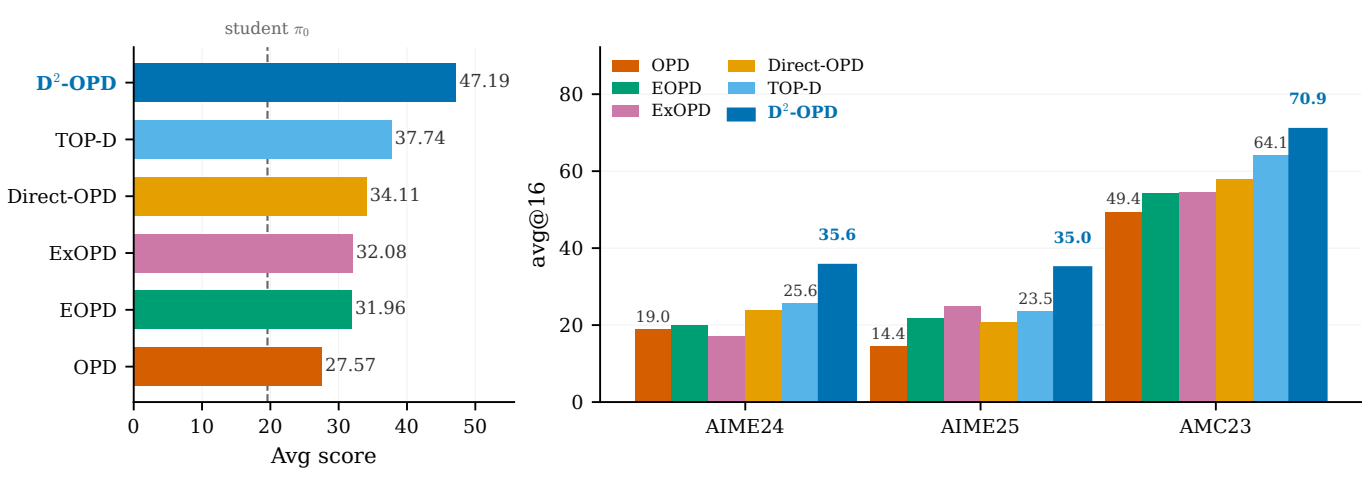 student π₀
D²-OPD
47.19
TOP-D
37.74
Direct-OPD
34.11
ExOPD
32.08
EOPD
31.96
OPD
27.57
0 10 20 30 40 50
Avg score
avg@16
80
60
40
20
0
OPD
EOPD
ExOPD
Direct-OPD
TOP-D
D²-OPD
19.0
25.6
35.6
14.4
23.5
35.0
49.4
64.1
70.9
AIME24 AIME25 AMC23